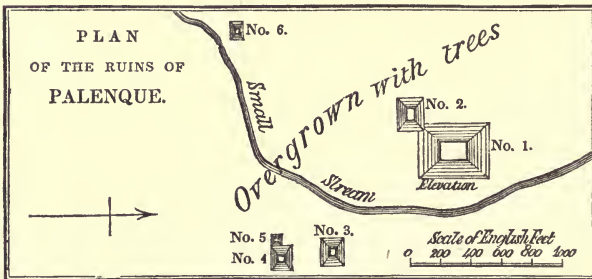 PLAN
OF THE RUINS OF
PALENQUE.
No. 6.
Small
Stream
Overgrown with trees
No. 2.
No. 1.
Elevation
No. 5
No. 4
No. 3.
Scale of English Feet
0 200 400 600 800 1000